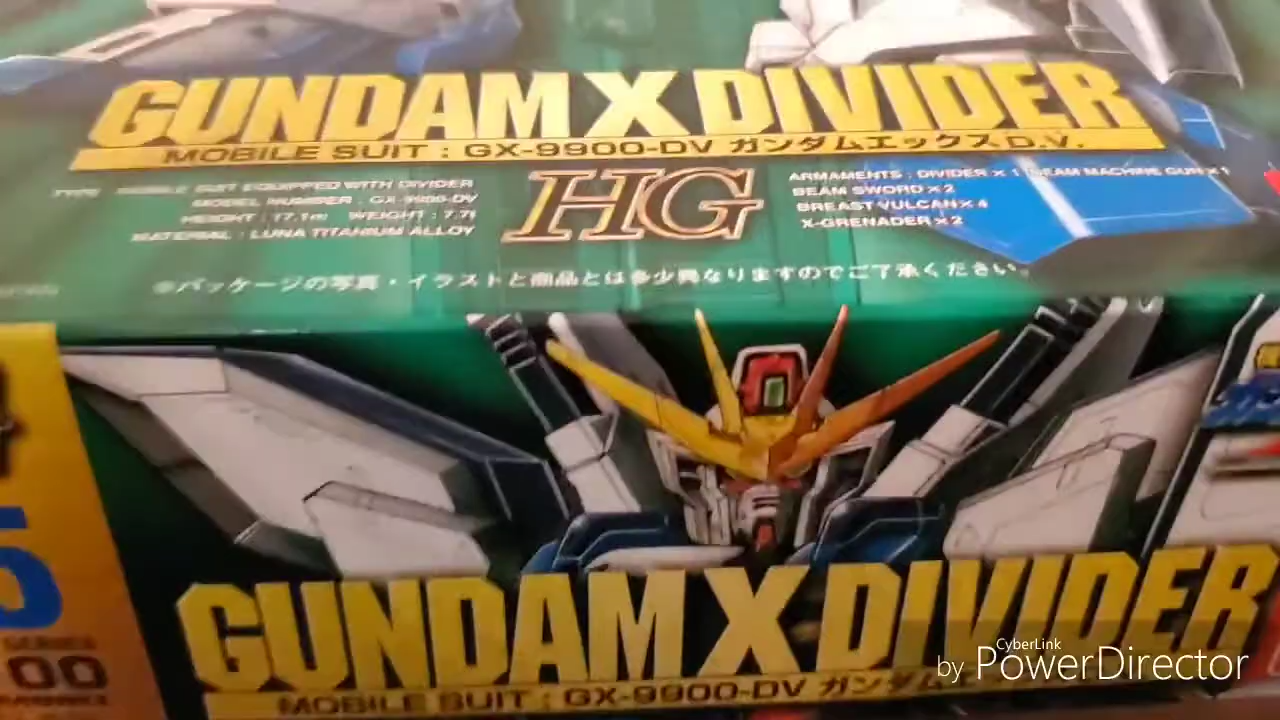 GUNDAM X DIVIDER
MOBILE SUIT : GX-9900-DV ガンダムエックスD.V.
TYPE : MOBILE SUIT EQUIPPED WITH DIVIDER
MODEL NUMBER : GX-9900-DV
HEIGHT : 17.1m WEIGHT : 7.7t
MATERIAL : LUNA TITANIUM ALLOY
HG
ARMAMENTS : DIVIDER × 1 BEAM MACHINE GUN × 1
BEAM SWORD × 2
BREAST VULCAN × 4
X-GRENADER × 2
※パッケージの写真・イラストと商品とは多少異なりますのでご了承ください。
5
SERIES
00
GUNDAM X DIVIDER
MOBILE SUIT : GX-9900-DV ガンダムエ
CyberLink
by PowerDirector